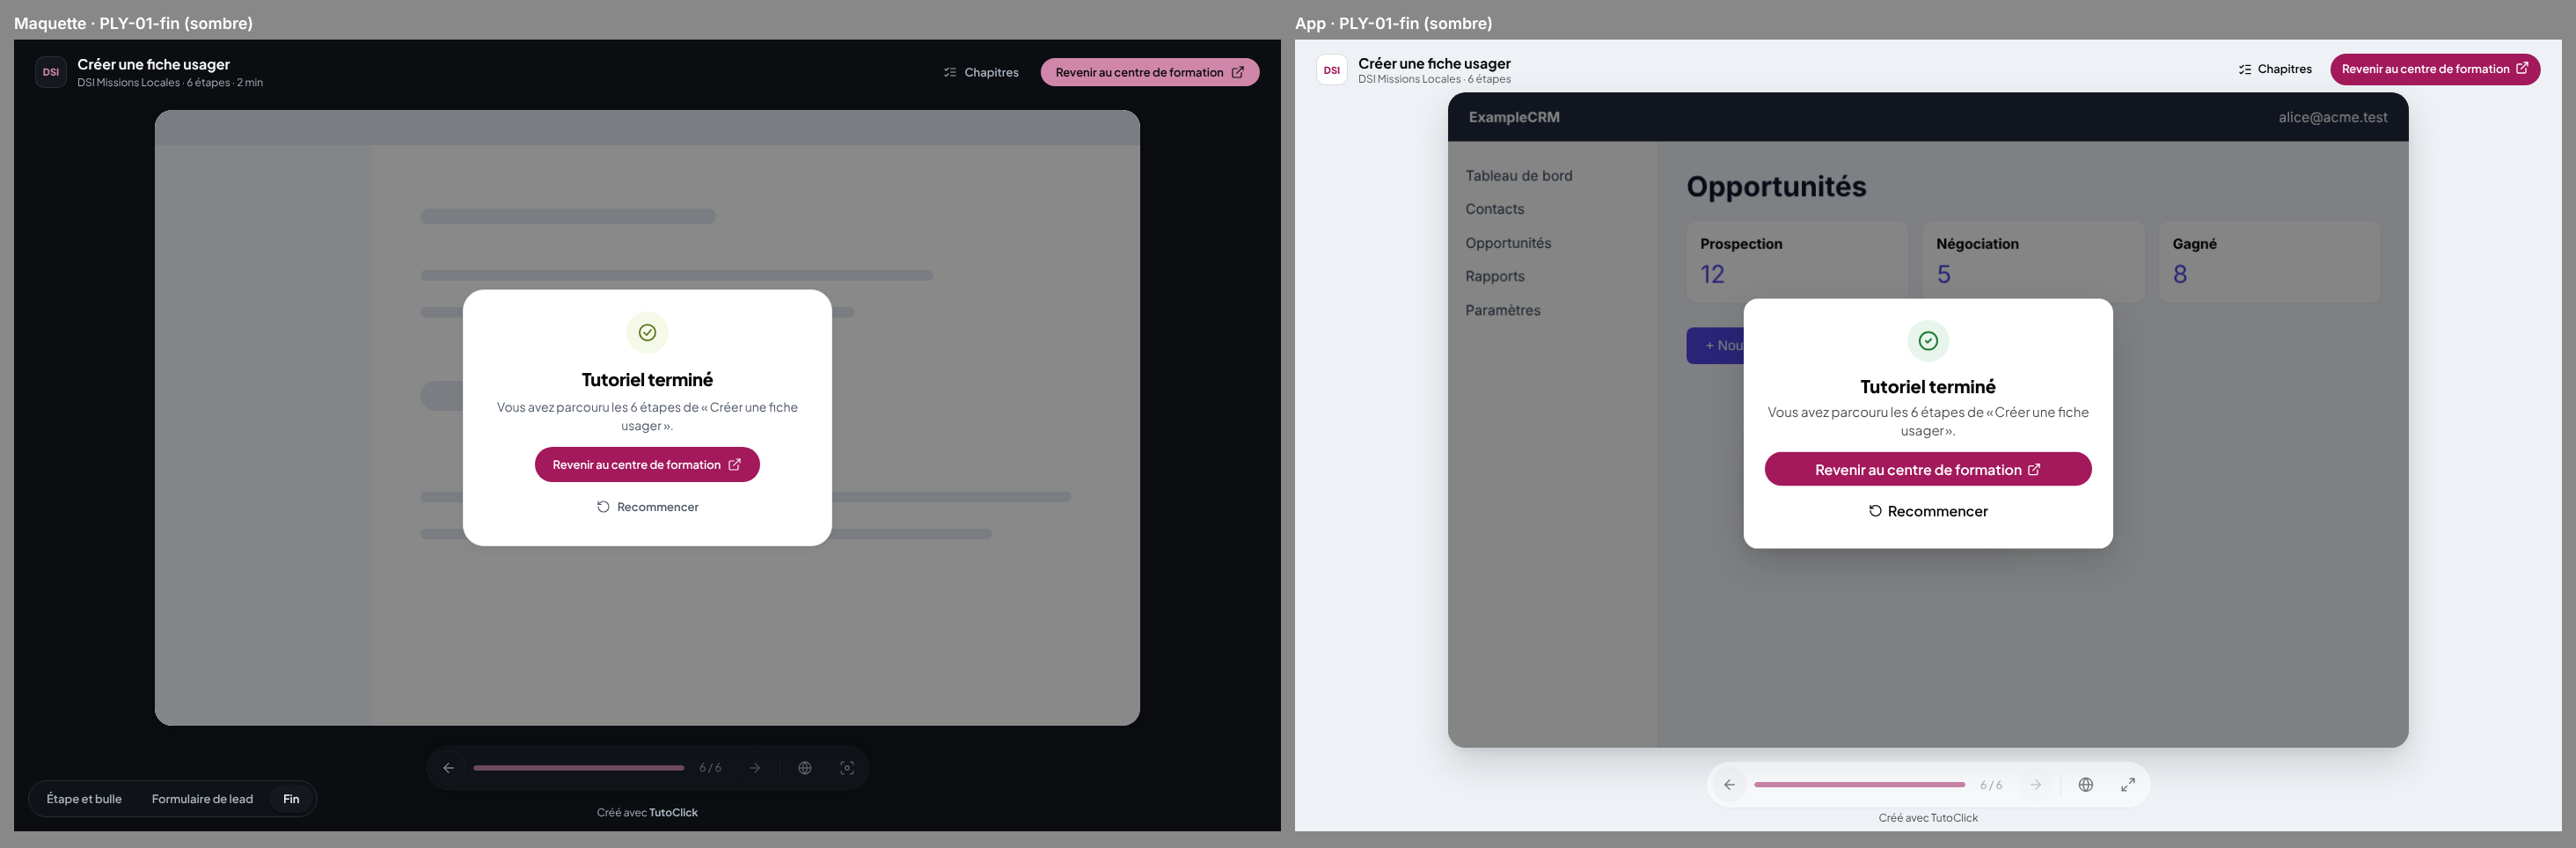 Maquette · PLY-01-fin (sombre)
DSI
Créer une fiche usager
DSI Missions Locales · 6 étapes · 2 min
Chapitres
Revenir au centre de formation
Tutoriel terminé
Vous avez parcouru les 6 étapes de « Créer une fiche
usager ».
Revenir au centre de formation
Recommencer
6 / 6
Étape et bulle
Formulaire de lead
Fin
Créé avec TutoClick
App · PLY-01-fin (sombre)
DSI
Créer une fiche usager
DSI Missions Locales · 6 étapes
Chapitres
Revenir au centre de formation
ExampleCRM
alice@acme.test
Tableau de bord
Contacts
Opportunités
Rapports
Paramètres
Opportunités
Prospection
12
Négociation
5
Gagné
8
+ Nou
Tutoriel terminé
Vous avez parcouru les 6 étapes de « Créer une fiche
usager ».
Revenir au centre de formation
Recommencer
6 / 6
Créé avec TutoClick